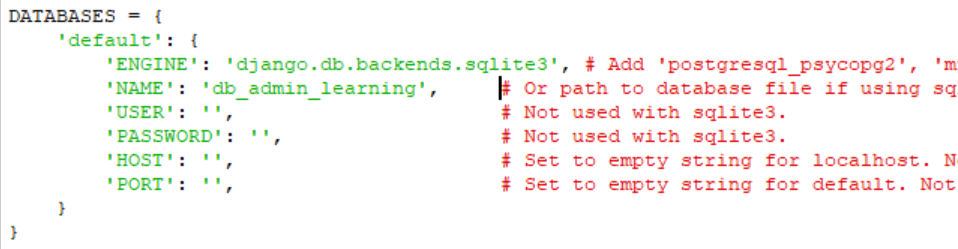 DATABASES = {
    'default': {
        'ENGINE': 'django.db.backends.sqlite3', # Add 'postgresql_psycopg2',
        'NAME': 'db_admin_learning',     # Or path to database file if using
        'USER': '',                      # Not used with sqlite3.
        'PASSWORD': '',                  # Not used with sqlite3.
        'HOST': '',                      # Set to empty string for localhost.
        'PORT': '',                      # Set to empty string for default. Not
    }
}